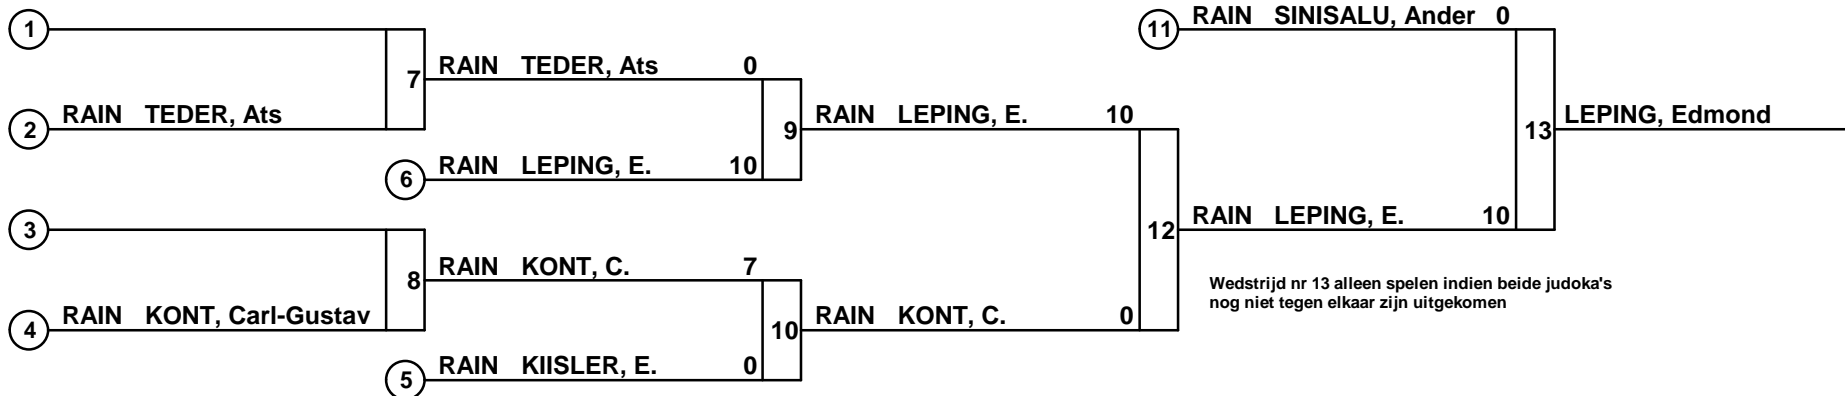 1
11 RAIN SINISALU, Ander 0
7 RAIN TEDER, Ats 0
2 RAIN TEDER, Ats
9 RAIN LEPING, E. 10
13 LEPING, Edmond
6 RAIN LEPING, E. 10
3
12 RAIN LEPING, E. 10
8 RAIN KONT, C. 7
Wedstrijd nr 13 alleen spelen indien beide judoka's
nog niet tegen elkaar zijn uitgekomen
4 RAIN KONT, Carl-Gustav
10 RAIN KONT, C. 0
5 RAIN KIISLER, E. 0